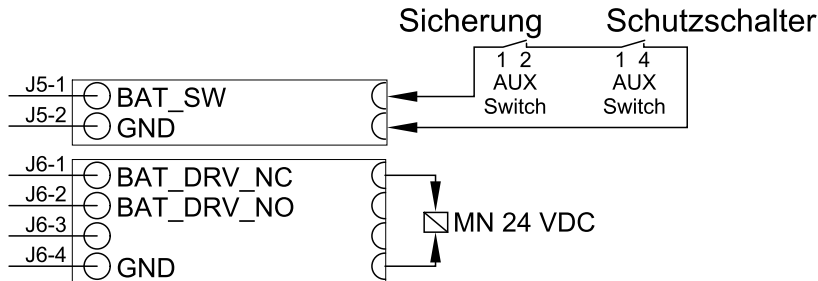 Sicherung Schutzschalter
1 2 1 4
AUX AUX
Switch Switch
J5-1 BAT_SW
J5-2 GND
J6-1 BAT_DRV_NC
J6-2 BAT_DRV_NO
MN 24 VDC
J6-3
J6-4 GND